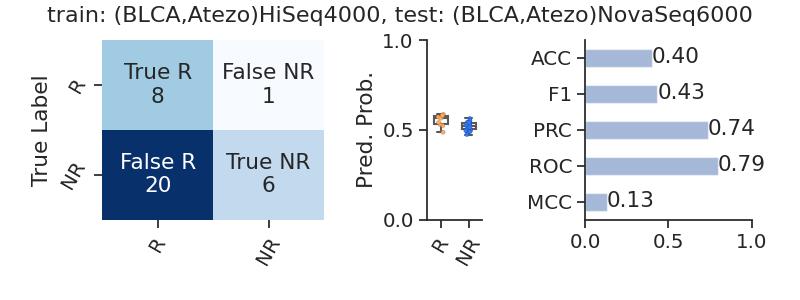 train: (BLCA,Atezo)HiSeq4000, test: (BLCA,Atezo)NovaSeq6000
True Label
R
NR
True R
8
False NR
1
False R
20
True NR
6
R
NR
Pred. Prob.
1.0
0.5
0.0
R
NR
ACC
0.40
F1
0.43
PRC
0.74
ROC
0.79
MCC
0.13
0.0
0.5
1.0